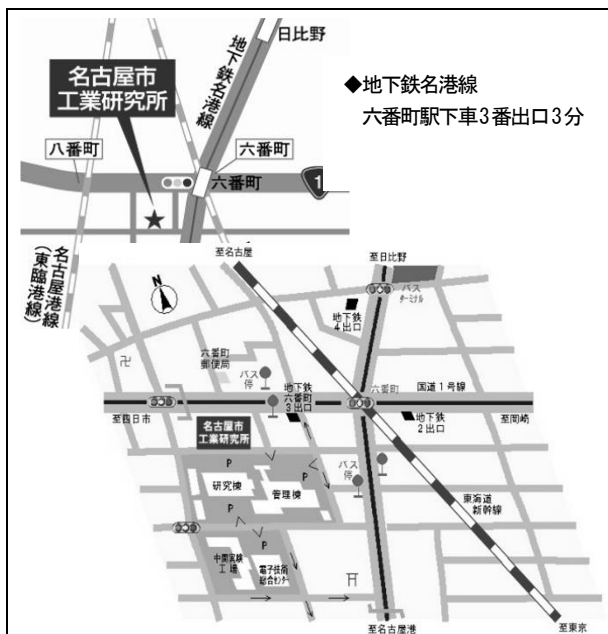 日比野
地下鉄名港線
名古屋市
工業研究所
八番町
六番町
六番町
1
名古屋港線
(東臨港線)
◆地下鉄名港線
六番町駅下車3番出口3分
至名古屋
至日比野
N
バス
ターミナル
地下鉄
4出口
卍
六番町
郵便局
バス
停
地下鉄
六番町
3出口
六番町
国道1号線
至四日市
地下鉄
2出口
至岡崎
名古屋市
工業研究所
P
研究棟
管理棟
バス
停
P
東海道
新幹線
P
中間実験
工場
電子技術
総合センター
至名古屋港
至東京